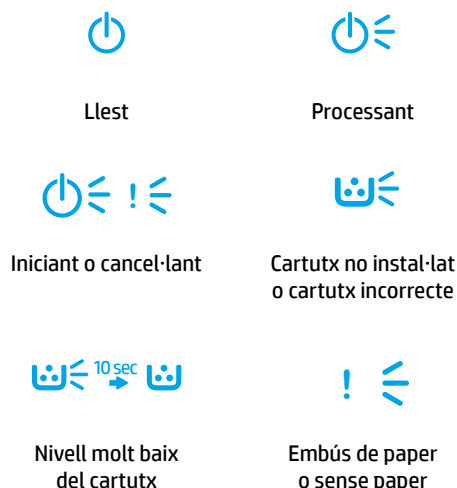 Llest
Processant
!
Iniciant o cancel·lant
Cartutx no instal·lat
o cartutx incorrecte
10 sec
Nivell molt baix
del cartutx
!
Embús de paper
o sense paper